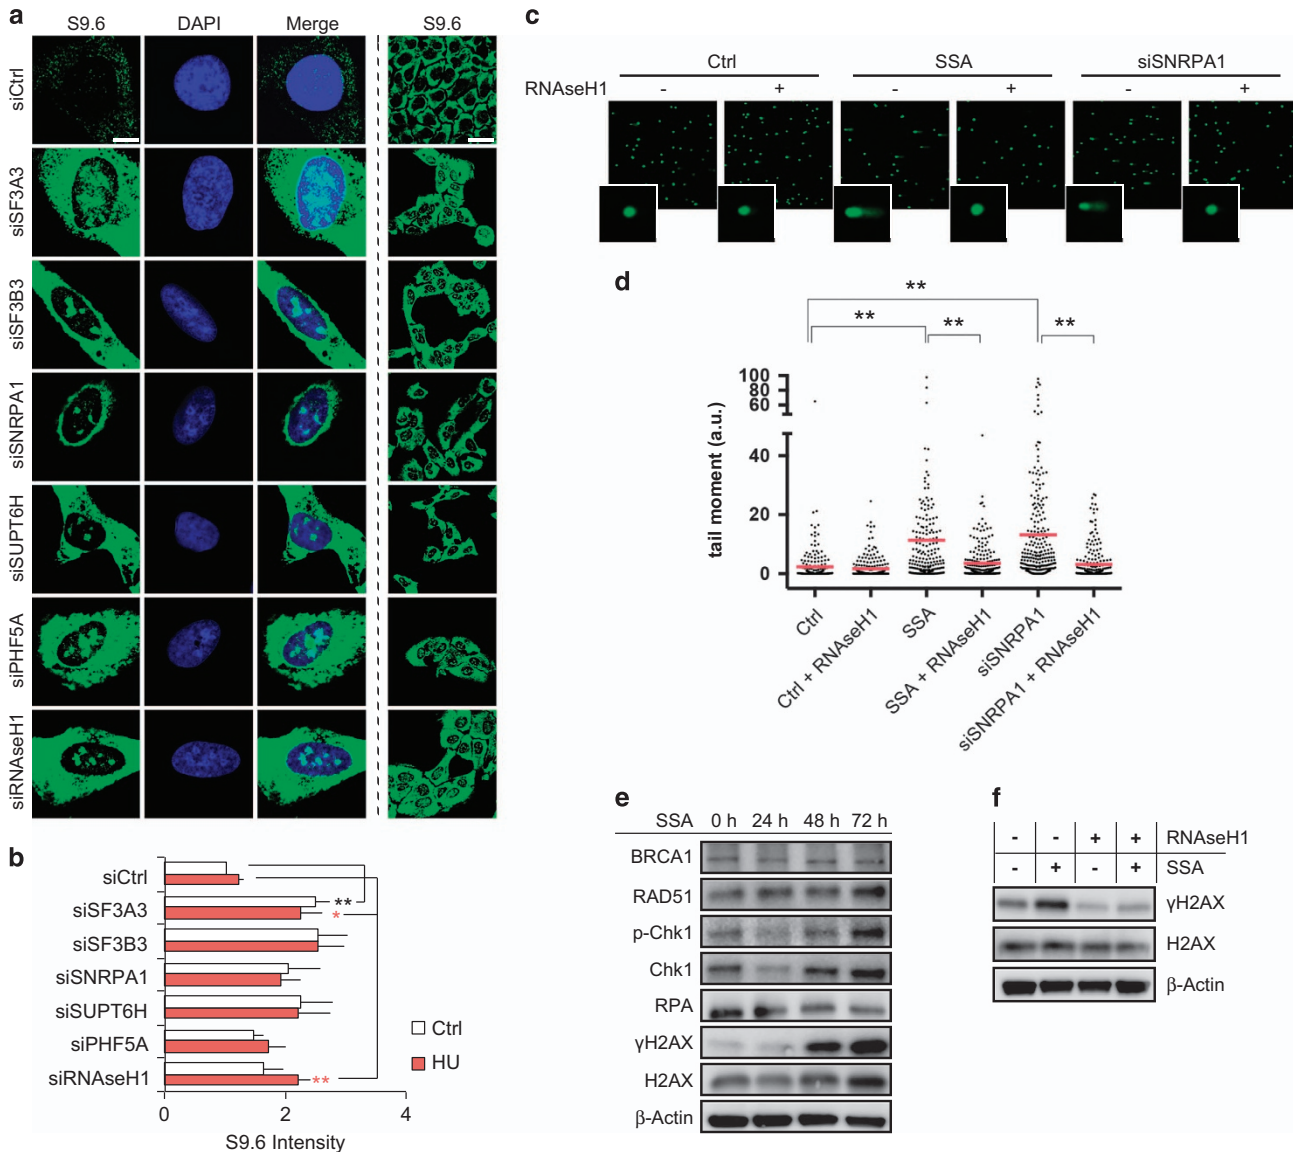 a
S9.6 DAPI Merge S9.6
siCtrl
siSF3A3
siSF3B3
siSNRPA1
siSUPT6H
siPHF5A
siRNAseH1
b
siCtrl
siSF3A3
**
*
siSF3B3
siSNRPA1
siSUPT6H
siPHF5A
siRNAseH1
**
Ctrl
HU
0 2 4
S9.6 Intensity
c
Ctrl SSA siSNRPA1
RNAseH1 - + - + - +
d
**
** ** **
tail moment (a.u.)
100
80
60
40
20
0
Ctrl
Ctrl + RNAseH1
SSA
SSA + RNAseH1
siSNRPA1
siSNRPA1 + RNAseH1
e
SSA 0 h 24 h 48 h 72 h
BRCA1
RAD51
p-Chk1
Chk1
RPA
γH2AX
H2AX
β-Actin
f
- - + + RNAseH1
- + - + SSA
γH2AX
H2AX
β-Actin